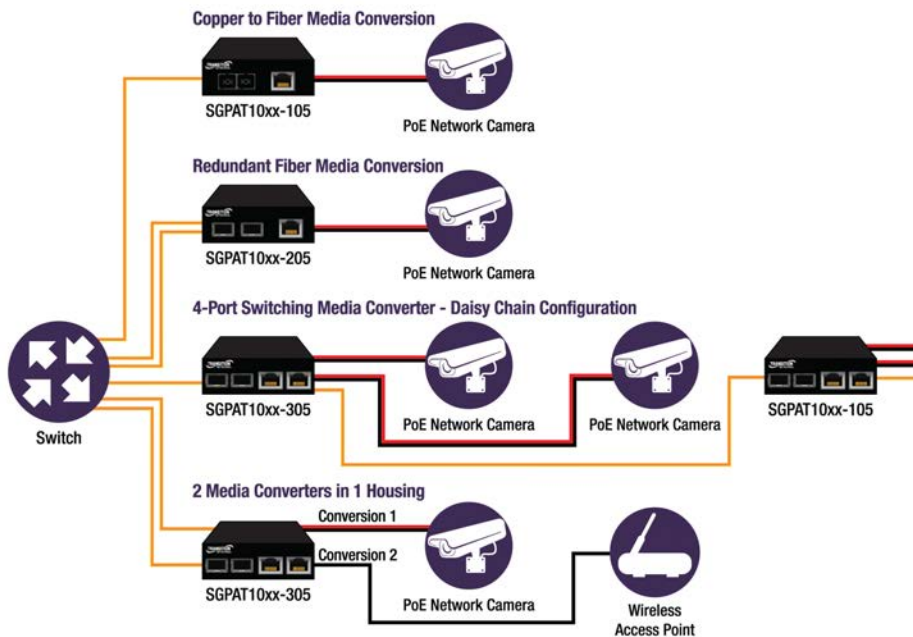 Copper to Fiber Media Conversion
SGPAT10xx-105
PoE Network Camera
Redundant Fiber Media Conversion
SGPAT10xx-205
PoE Network Camera
4-Port Switching Media Converter - Daisy Chain Configuration
Switch
SGPAT10xx-305
PoE Network Camera
PoE Network Camera
SGPAT10xx-105
2 Media Converters in 1 Housing
Conversion 1
Conversion 2
SGPAT10xx-305
PoE Network Camera
Wireless
Access Point